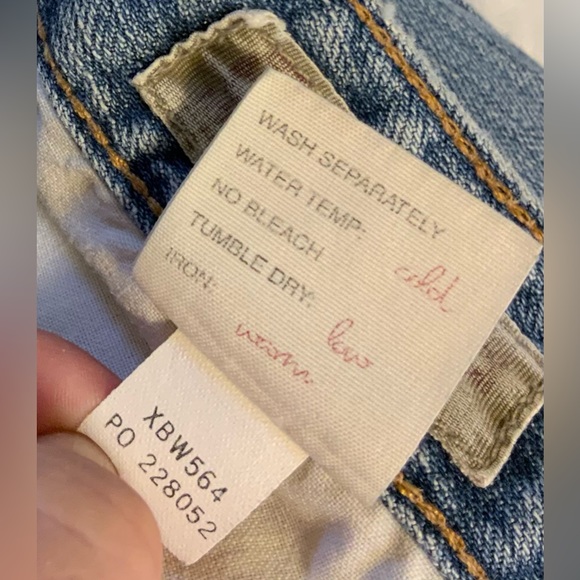 WASH SEPARATELY
WATER TEMP: cold
NO BLEACH
TUMBLE DRY: low
IRON: warm
XBW564
PO 228052